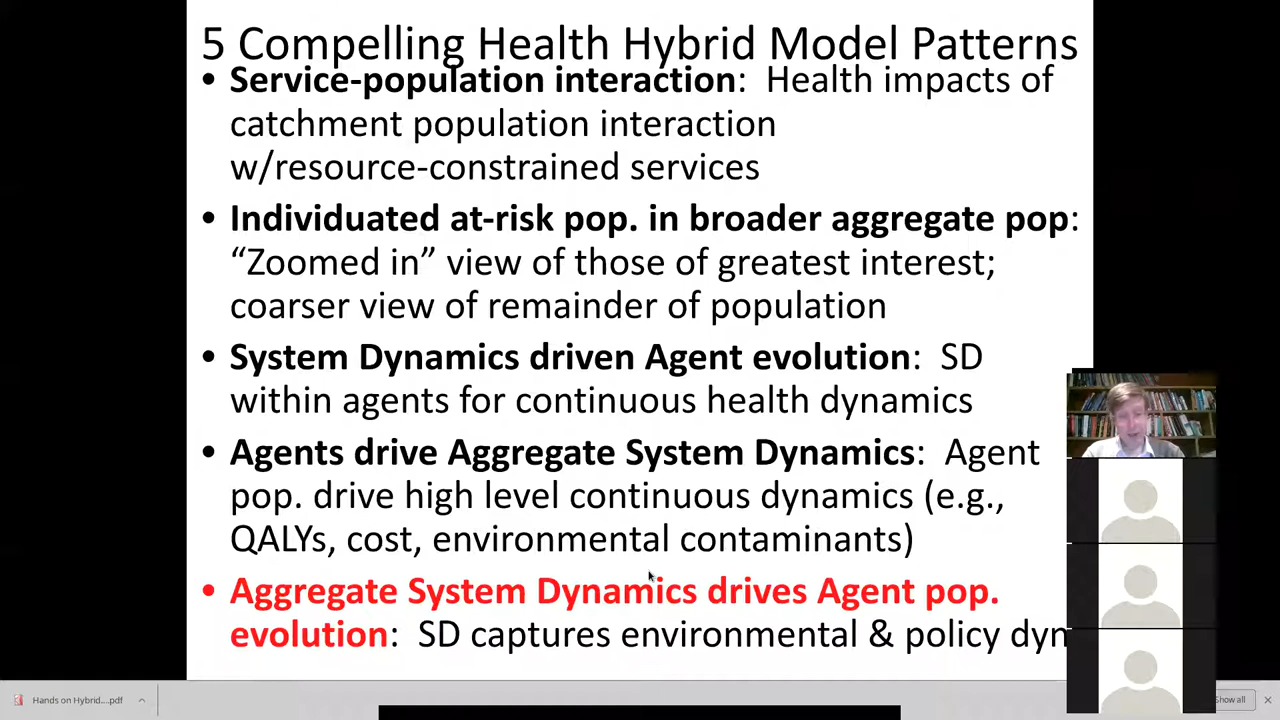 5 Compelling Health Hybrid Model Patterns
• Service-population interaction: Health impacts of
catchment population interaction
w/resource-constrained services
• Individuated at-risk pop. in broader aggregate pop:
“Zoomed in” view of those of greatest interest;
coarser view of remainder of population
• System Dynamics driven Agent evolution: SD
within agents for continuous health dynamics
• Agents drive Aggregate System Dynamics: Agent
pop. drive high level continuous dynamics (e.g.,
QALYs, cost, environmental contaminants)
• Aggregate System Dynamics drives Agent pop.
evolution: SD captures environmental & policy dyn
Hands on Hybrid....pdf
Show all